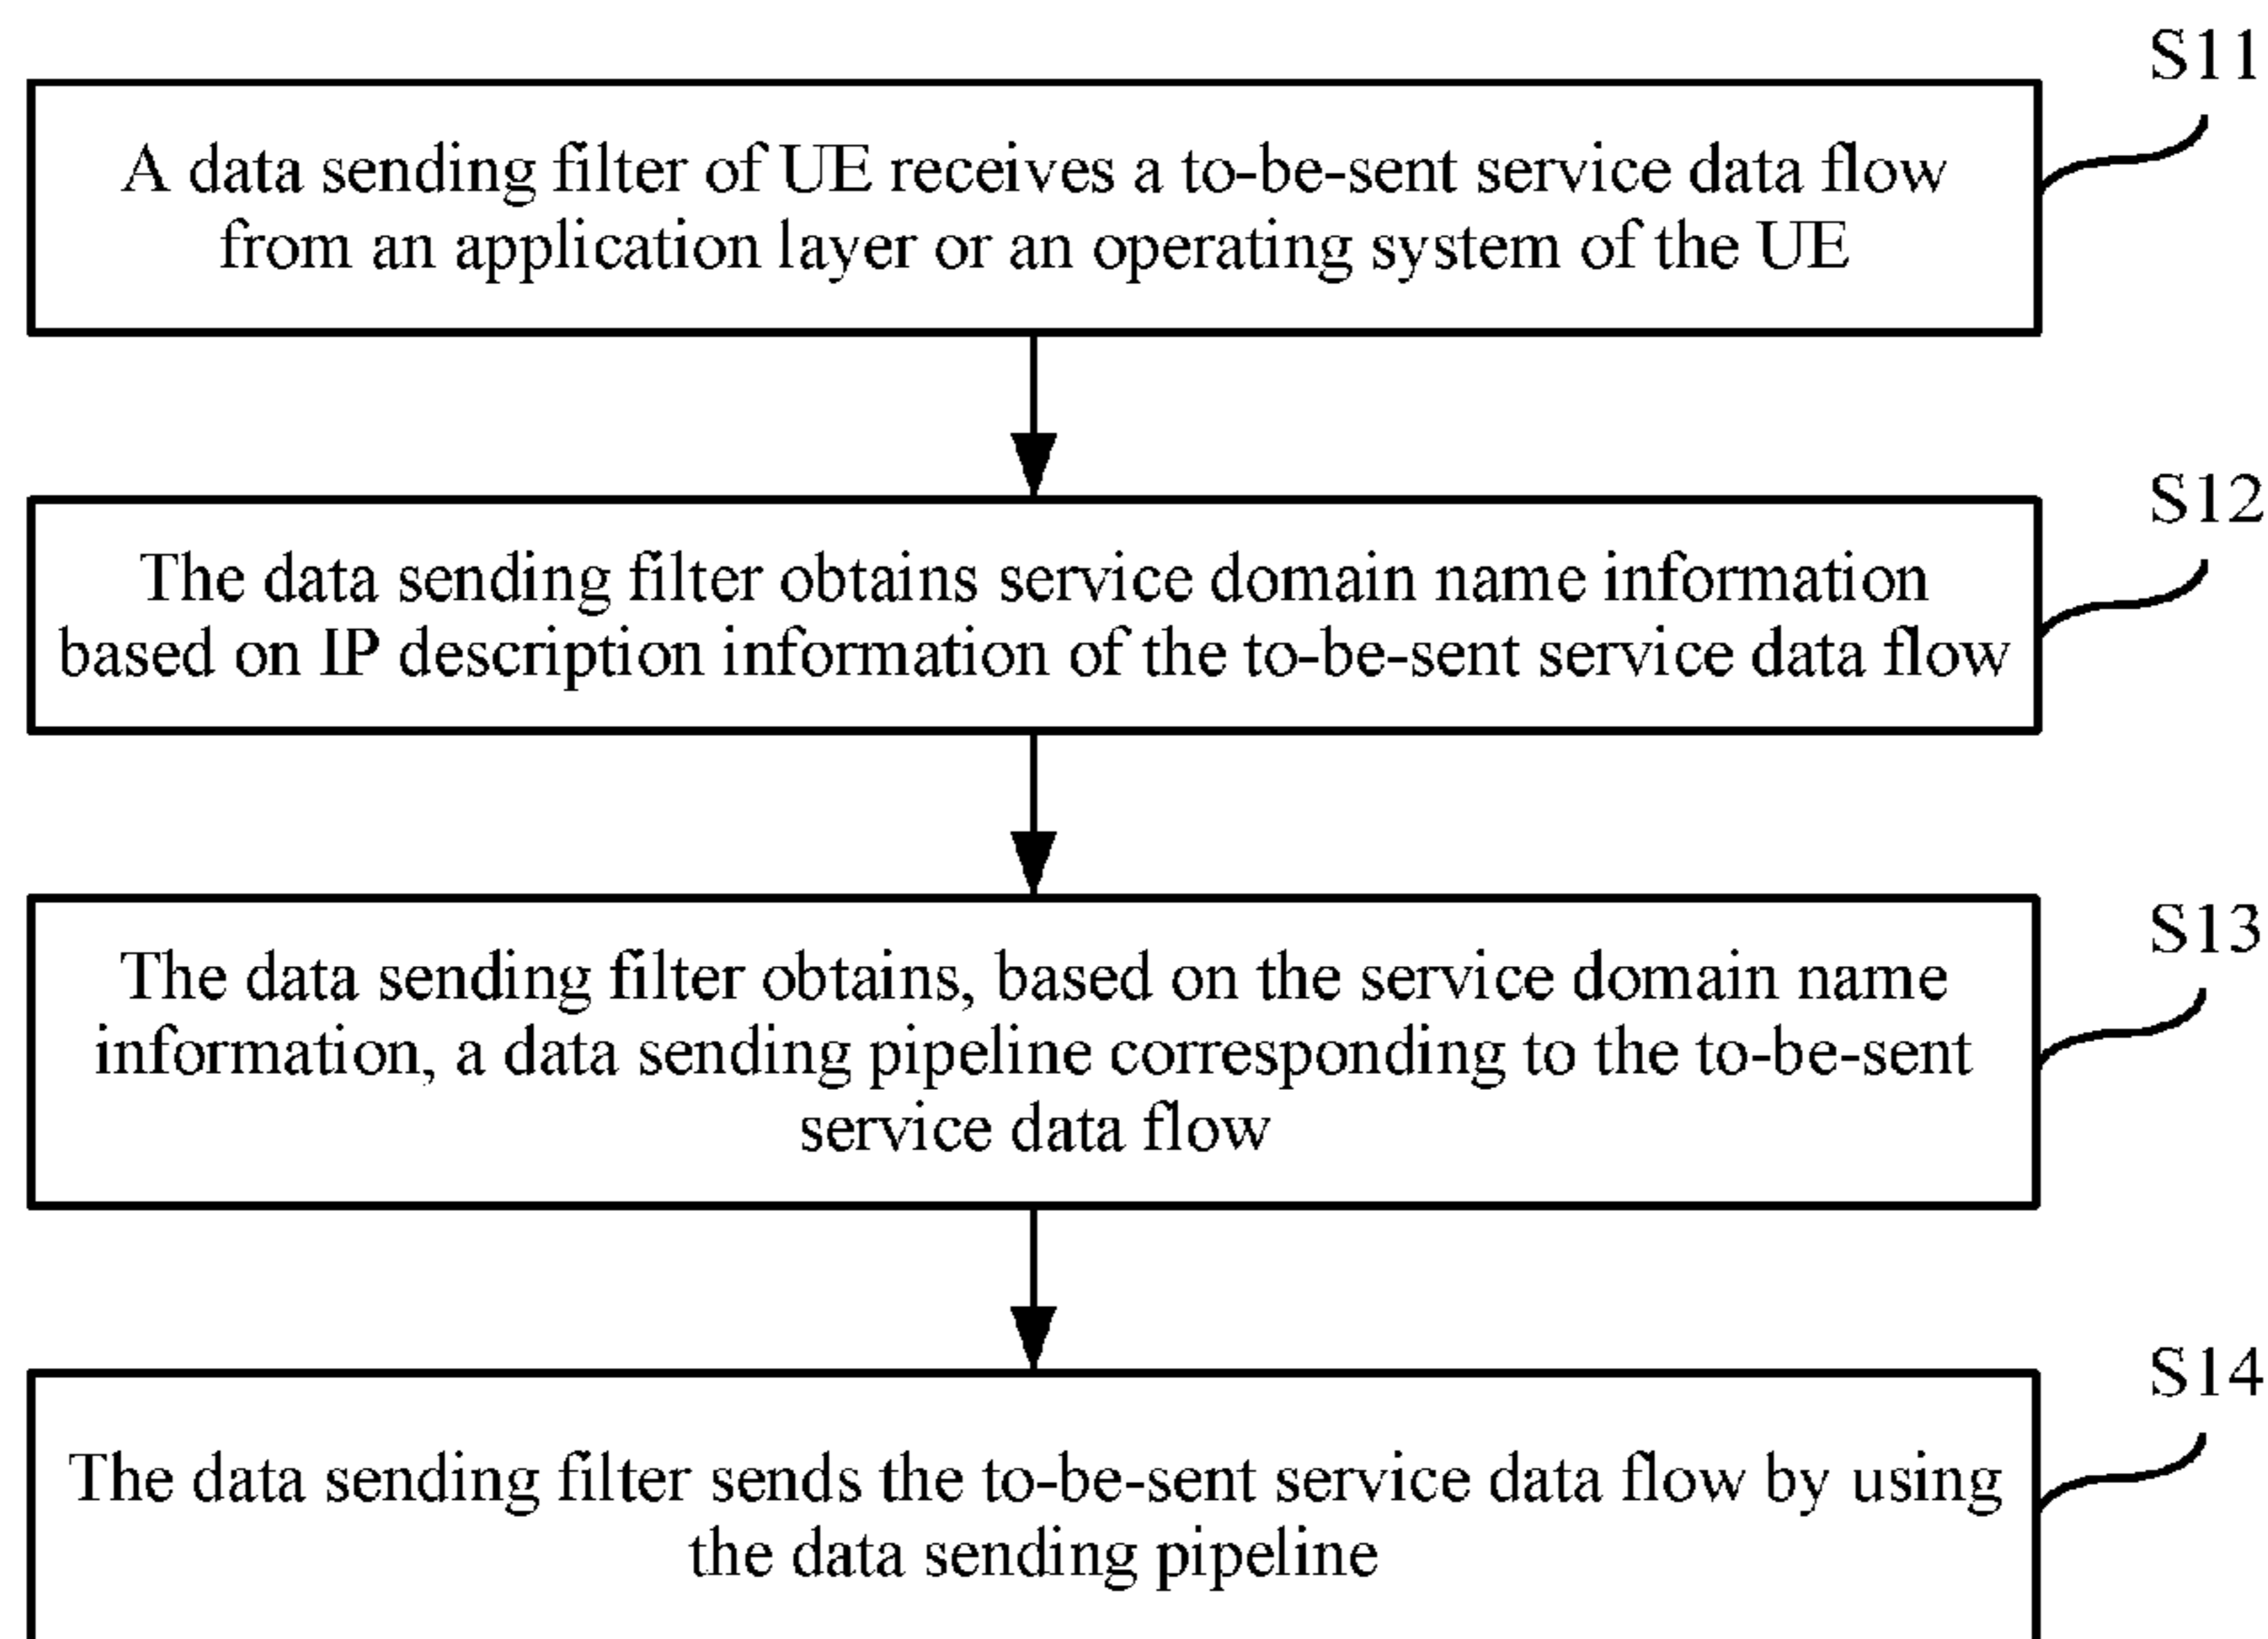 S11
A data sending filter of UE receives a to-be-sent service data flow
from an application layer or an operating system of the UE
S12
The data sending filter obtains service domain name information
based on IP description information of the to-be-sent service data flow
S13
The data sending filter obtains, based on the service domain name
information, a data sending pipeline corresponding to the to-be-sent
service data flow
S14
The data sending filter sends the to-be-sent service data flow by using
the data sending pipeline